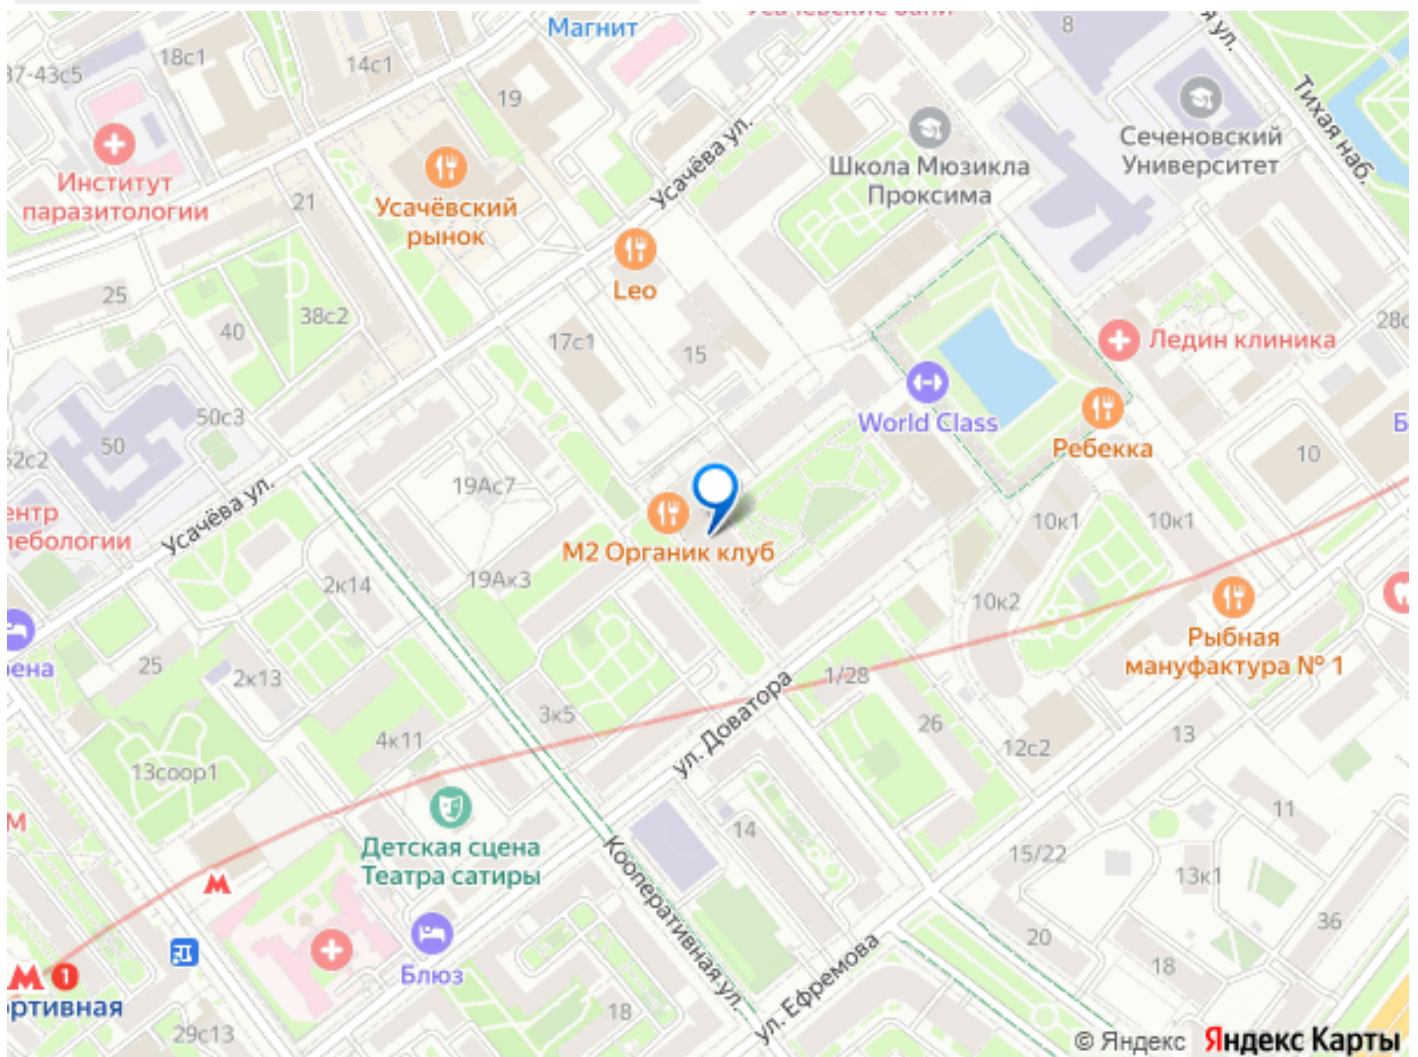 Магнит
8
Тихая наб.
37-43с5
18с1
14с1
19
Усачёва ул.
Школа Мюзикла
Проксима
Сеченовский
Университет
Институт
паразитологии
21
Усачёвский
рынок
Leo
25
40
38с2
17с1
15
Ледин клиника
World Class
Ребекка
50с3
50
10
19Ас7
Усачёва ул.
М2 Органик клуб
10к1
10к1
2к14
19Ак3
10к2
Рыбная
мануфактура № 1
25
2к13
1/28
3к5
4к11
ул. Доватора
26
12с2
13
13соор1
11
Детская сцена
Театра сатиры
14
15/22
13к1
Кооперативная ул.
36
20
18
Блюз
18
ул. Ефремова
1
29с13
© Яндекс Яндекс Карты